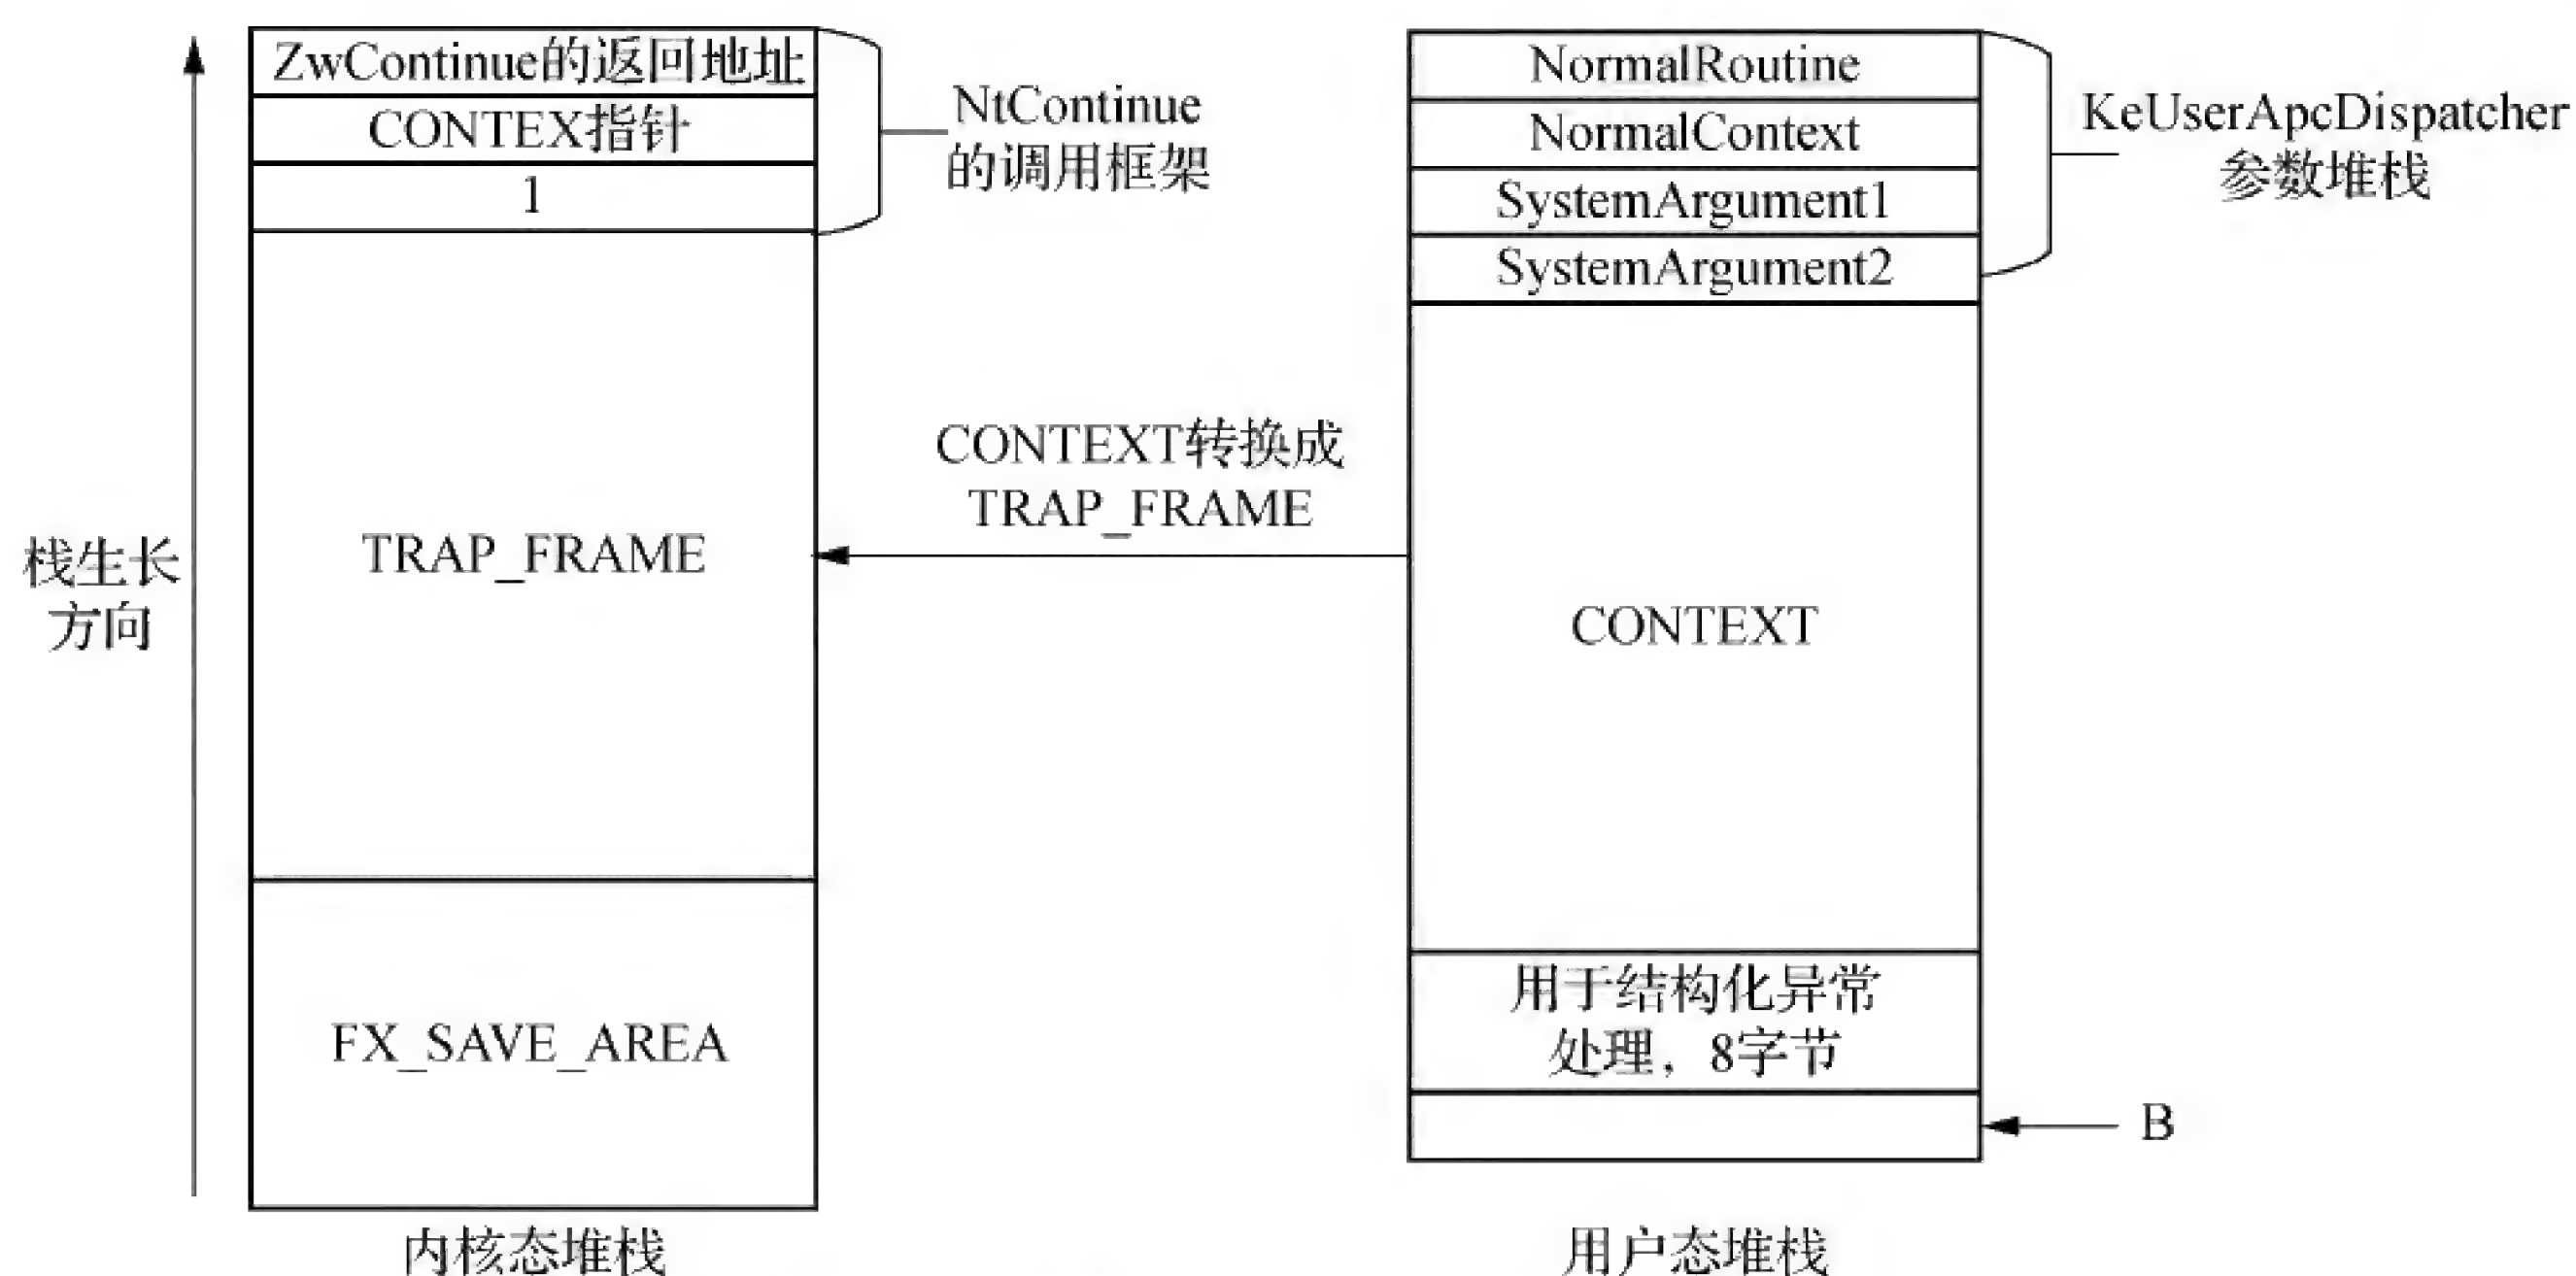 ZwContinue的返回地址
CONTEX指针
1
NtContinue
的调用框架
TRAP_FRAME
FX_SAVE_AREA
栈生长
方向
内核态堆栈
CONTEXT转换成
TRAP_FRAME
NormalRoutine
NormalContext
SystemArgument1
SystemArgument2
KeUserApcDispatcher
参数堆栈
CONTEXT
用于结构化异常
处理，8字节
B
用户态堆栈